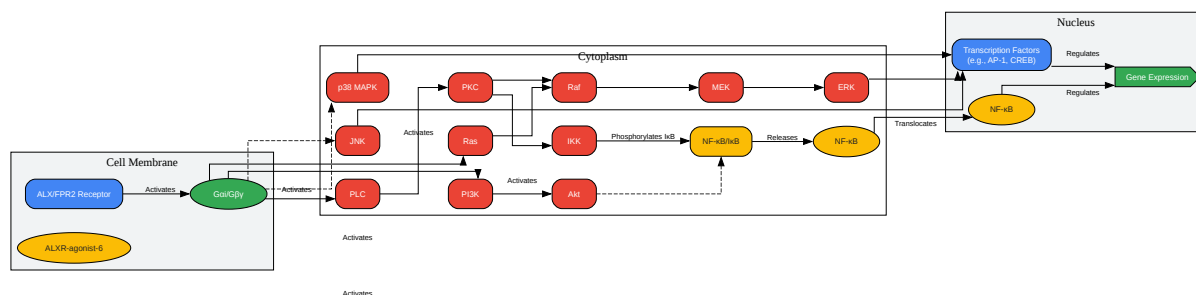 Nucleus
Transcription Factors
(e.g., AP-1, CREB)
Regulates
Gene Expression
Regulates
NF-κB
Translocates
Cytoplasm
p38 MAPK
PKC
Raf
MEK
ERK
Activates
JNK
Ras
IKK
Phosphorylates IκB
NF-κB/IκB
Releases
NF-κB
Cell Membrane
ALX/FPR2 Receptor
Activates
Gαi/Gβγ
Activates
PLC
PI3K
Activates
Akt
ALXR-agonist-6
Activates
Activates